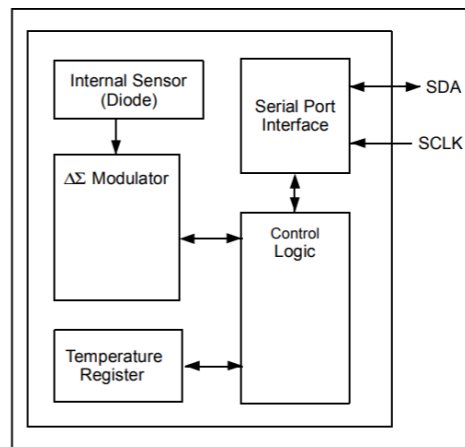 Internal Sensor
(Diode)
Serial Port
Interface
SDA
SCLK
ΔΣ Modulator
Control
Logic
Temperature
Register